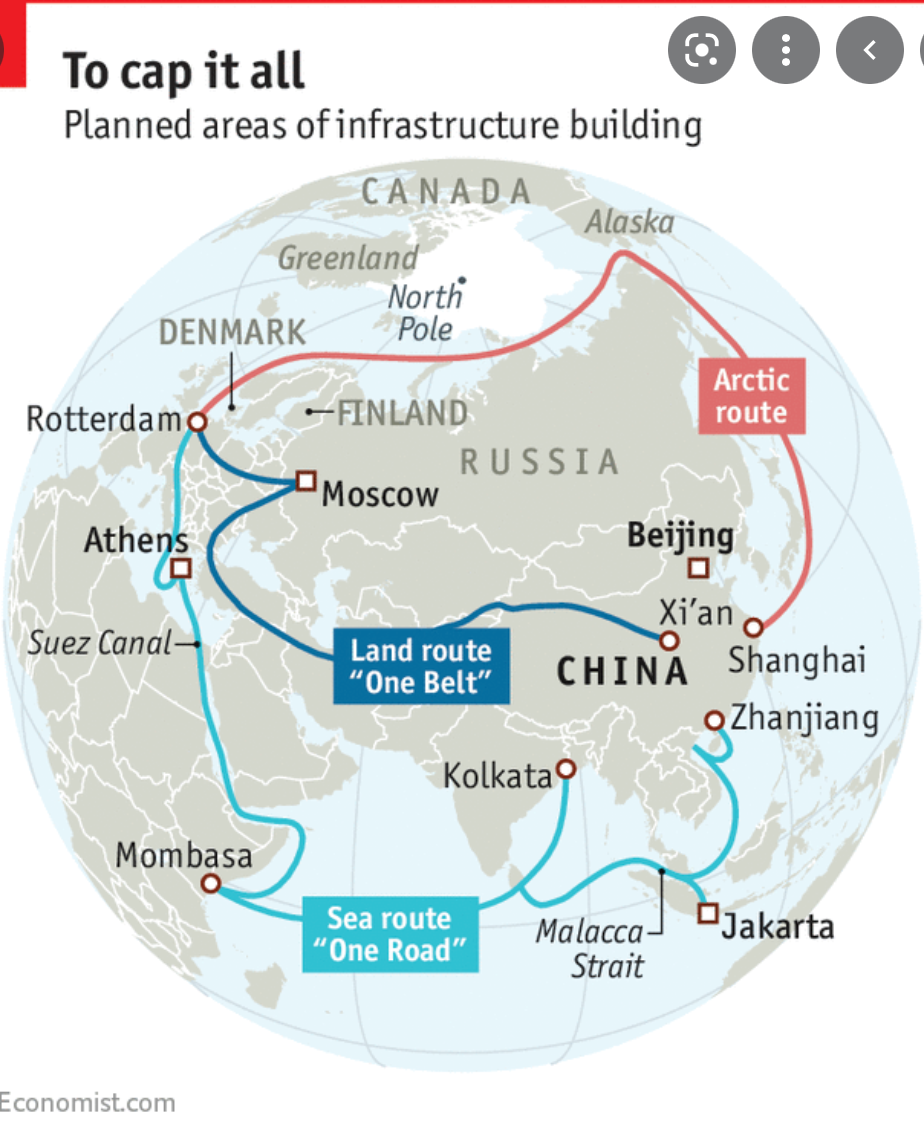 To cap it all
Planned areas of infrastructure building
CANADA
Alaska
Greenland
North
Pole
DENMARK
Arctic
route
Rotterdam
FINLAND
RUSSIA
Moscow
Athens
Beijing
Xi’an
Suez Canal
Land route
“One Belt”
CHINA
Shanghai
Zhanjiang
Kolkata
Mombasa
Sea route
“One Road”
Malacca
Strait
Jakarta
Economist.com